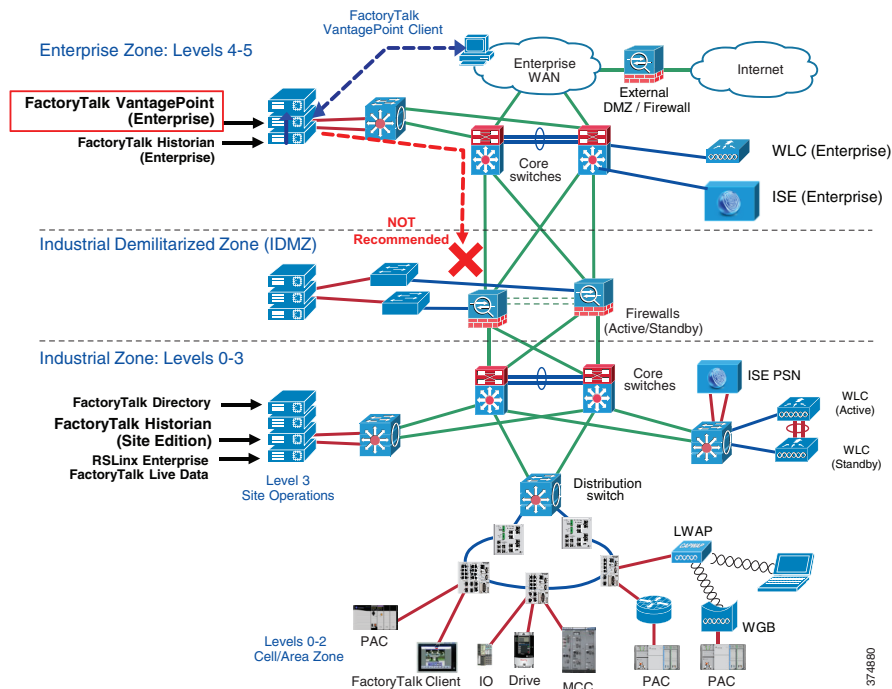 FactoryTalk
VantagePoint Client
Enterprise Zone: Levels 4-5
Enterprise
WAN
External
DMZ / Firewall
Internet
FactoryTalk VantagePoint
(Enterprise)
FactoryTalk Historian
(Enterprise)
Core
switches
WLC (Enterprise)
ISE (Enterprise)
NOT
Recommended
Industrial Demilitarized Zone (IDMZ)
Firewalls
(Active/Standby)
Industrial Zone: Levels 0-3
Core
switches
ISE PSN
WLC
(Active)
WLC
(Standby)
FactoryTalk Directory
FactoryTalk Historian
(Site Edition)
RSLinx Enterprise
FactoryTalk Live Data
Level 3
Site Operations
Distribution
switch
LWAP
CAPWAP
WGB
PAC
Levels 0-2
Cell/Area Zone
FactoryTalk Client
IO
Drive
MCC
PAC
PAC
374880